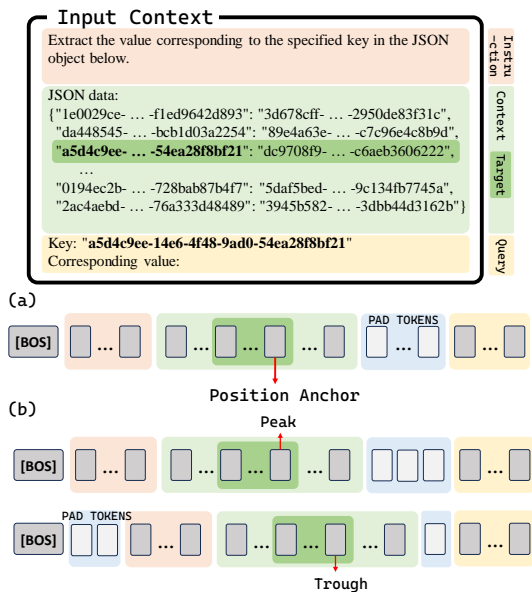 Input Context
Extract the value corresponding to the specified key in the JSON
object below.
Instru
-ction
JSON data:
{"1e0029ce- … -f1ed9642d893": "3d678cff- … -2950de83f31c",
"da448545- … -bcb1d03a2254": "89e4a63e- … -c7c96e4c8b9d",
"a5d4c9ee- … -54ea28f8bf21": "dc9708f9- … -c6aeb3606222",
…
"0194ec2b- … -728bab87b4f7": "5daf5bed- … -9c134fb7745a",
"2ac4aebd- … -76a333d48489": "3945b582- … -3dbb44d3162b"}
Context
Target
Key: "a5d4c9ee-14e6-4f48-9ad0-54ea28f8bf21"
Corresponding value:
Query
(a)
PAD TOKENS
[BOS] … … … … … …
Position Anchor
(b)
Peak
[BOS] … … … … …
PAD TOKENS
[BOS] … … … … …
Trough